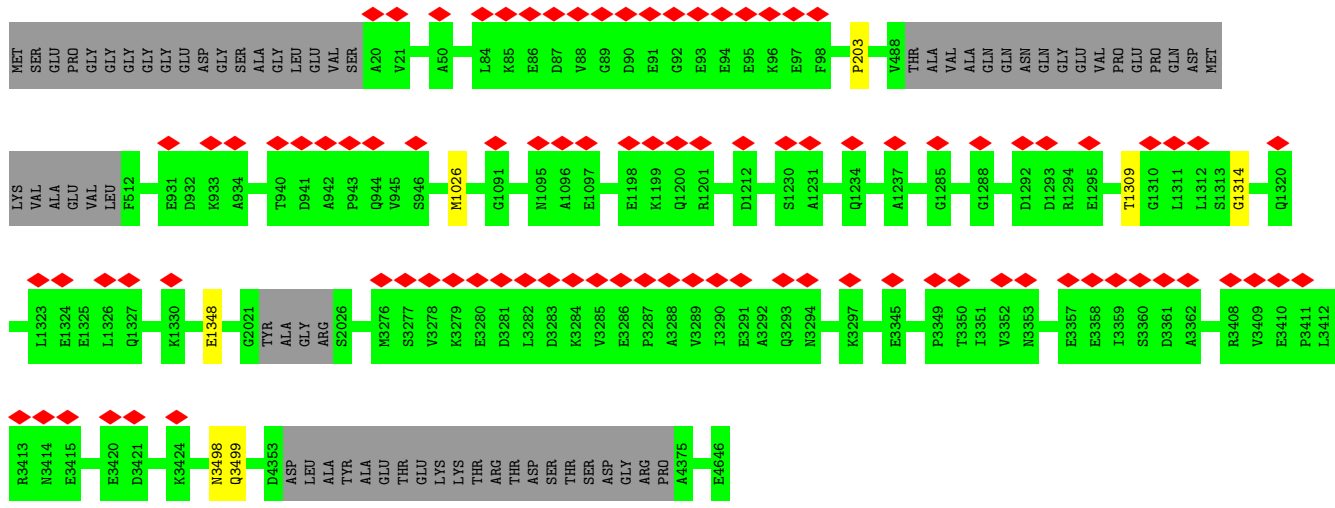 MET SER GLU PRO GLY GLY GLY GLY GLY GLU ASP GLY SER ALA GLY LEU GLU VAL SER A20 V21 A50 L84 K85 E86 D87 V88 G89 D90 E91 G92 E93 E94 E95 K96 E97 F98 P203 V488 THR ALA VAL ALA GLN GLN ASN GLN GLY GLU VAL PRO GLU PRO GLN ASP MET
LYS VAL ALA GLU VAL LEU F512 E931 D932 K933 A934 T940 D941 A942 P943 Q944 V945 S946 M1026 G1091 N1095 A1096 E1097 E1198 K1199 Q1200 R1201 D1212 S1230 A1231 Q1234 A1237 G1285 G1288 D1292 D1293 R1294 E1295 T1309 G1310 L1311 L1312 S1313 G1314 Q1320
L1323 E1324 E1325 L1326 Q1327 K1330 E1348 G2021 TYR ALA GLY ARG S2026 M3276 S3277 V3278 K3279 E3280 D3281 L3282 D3283 K3284 V3285 E3286 P3287 A3288 V3289 I3290 E3291 A3292 Q3293 N3294 K3297 E3345 P3349 T3350 I3351 V3352 N3353 E3357 E3358 I3359 S3360 D3361 A3362 R3408 V3409 E3410 P3411 L3412
R3413 N3414 E3415 E3420 D3421 K3424 N3498 Q3499 D4353 ASP LEU ALA TYR ALA GLU THR GLU LYS LYS THR ARG THR ASP SER THR SER ASP GLY ARG PRO A4375 E4646